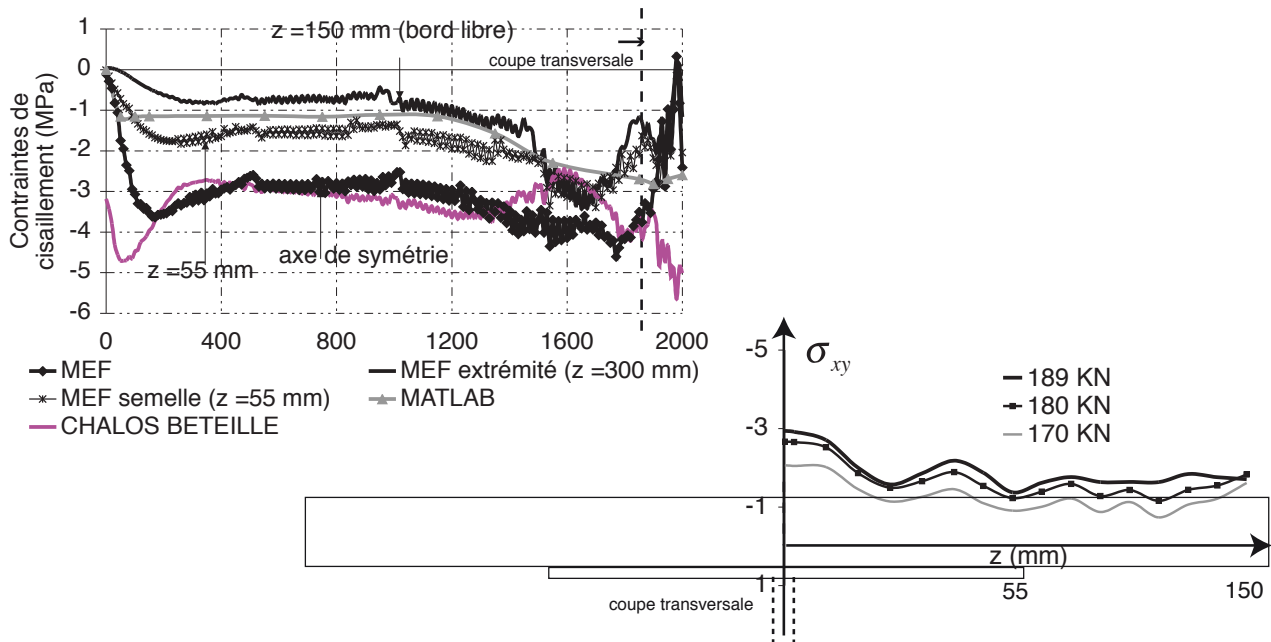 1
0
-1
-2
-3
-4
-5
-6
Contraintes de
cisaillement (MPa)
z =150 mm (bord libre)
coupe transversale
z =55 mm
axe de symétrie
0 400 800 1200 1600 2000
MEF
MEF extrémité (z =300 mm)
MEF semelle (z =55 mm)
MATLAB
CHALOS BETEILLE
-5
σxy
189 KN
180 KN
170 KN
-3
-1
z (mm)
1
55
150
coupe transversale